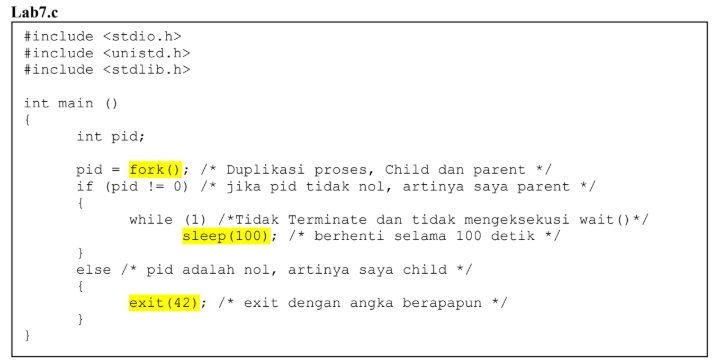 Lab7.c
#include <stdio.h>
#include <unistd.h>
#include <stdlib.h>
int main ()
{
int pid;
pid = fork(); /* Duplikasi proses, Child dan parent */
if (pid != 0) /* jika pid tidak nol, artinya saya parent */
{
while (1) /*Tidak Terminate dan tidak mengeksekusi wait()*/
sleep(100); /* berhenti selama 100 detik */
}
else /* pid adalah nol, artinya saya child */
{
exit(42); /* exit dengan angka berapapun */
}
}